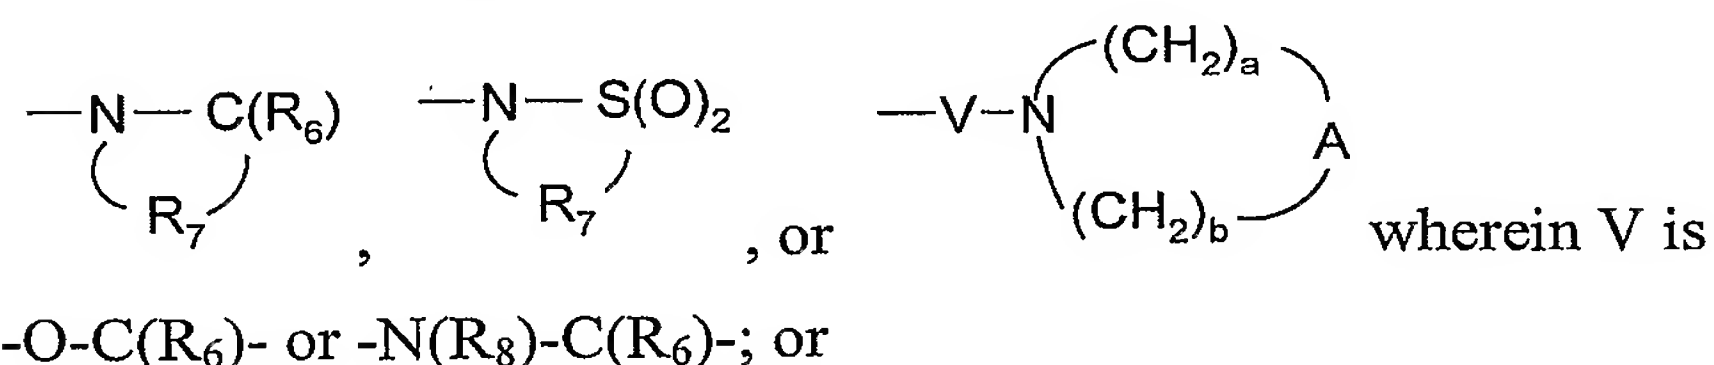 —N—C(R6) R7 , —N—S(O)2 R7 , or —V—N (CH2)a A (CH2)b wherein V is
-O-C(R6)- or -N(R8)-C(R6)-; or